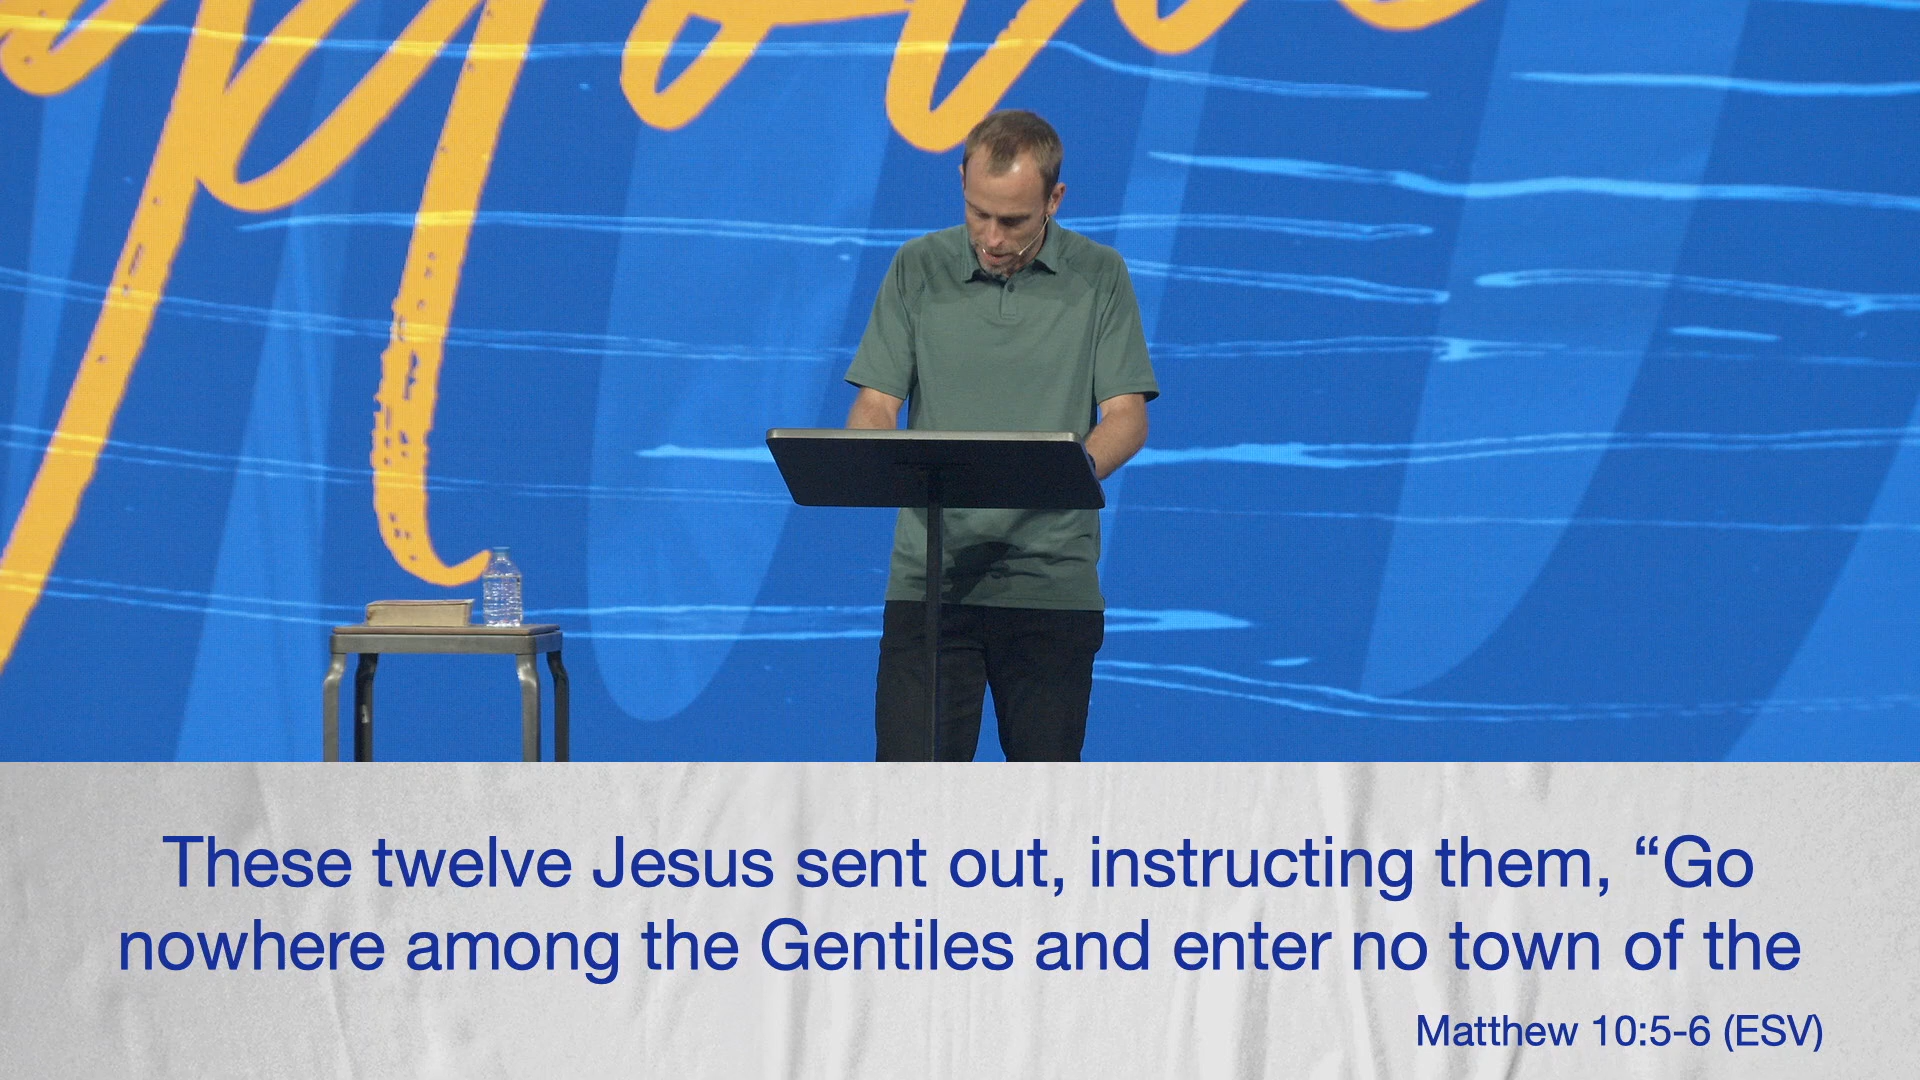 These twelve Jesus sent out, instructing them, “Go
nowhere among the Gentiles and enter no town of the
Matthew 10:5-6 (ESV)